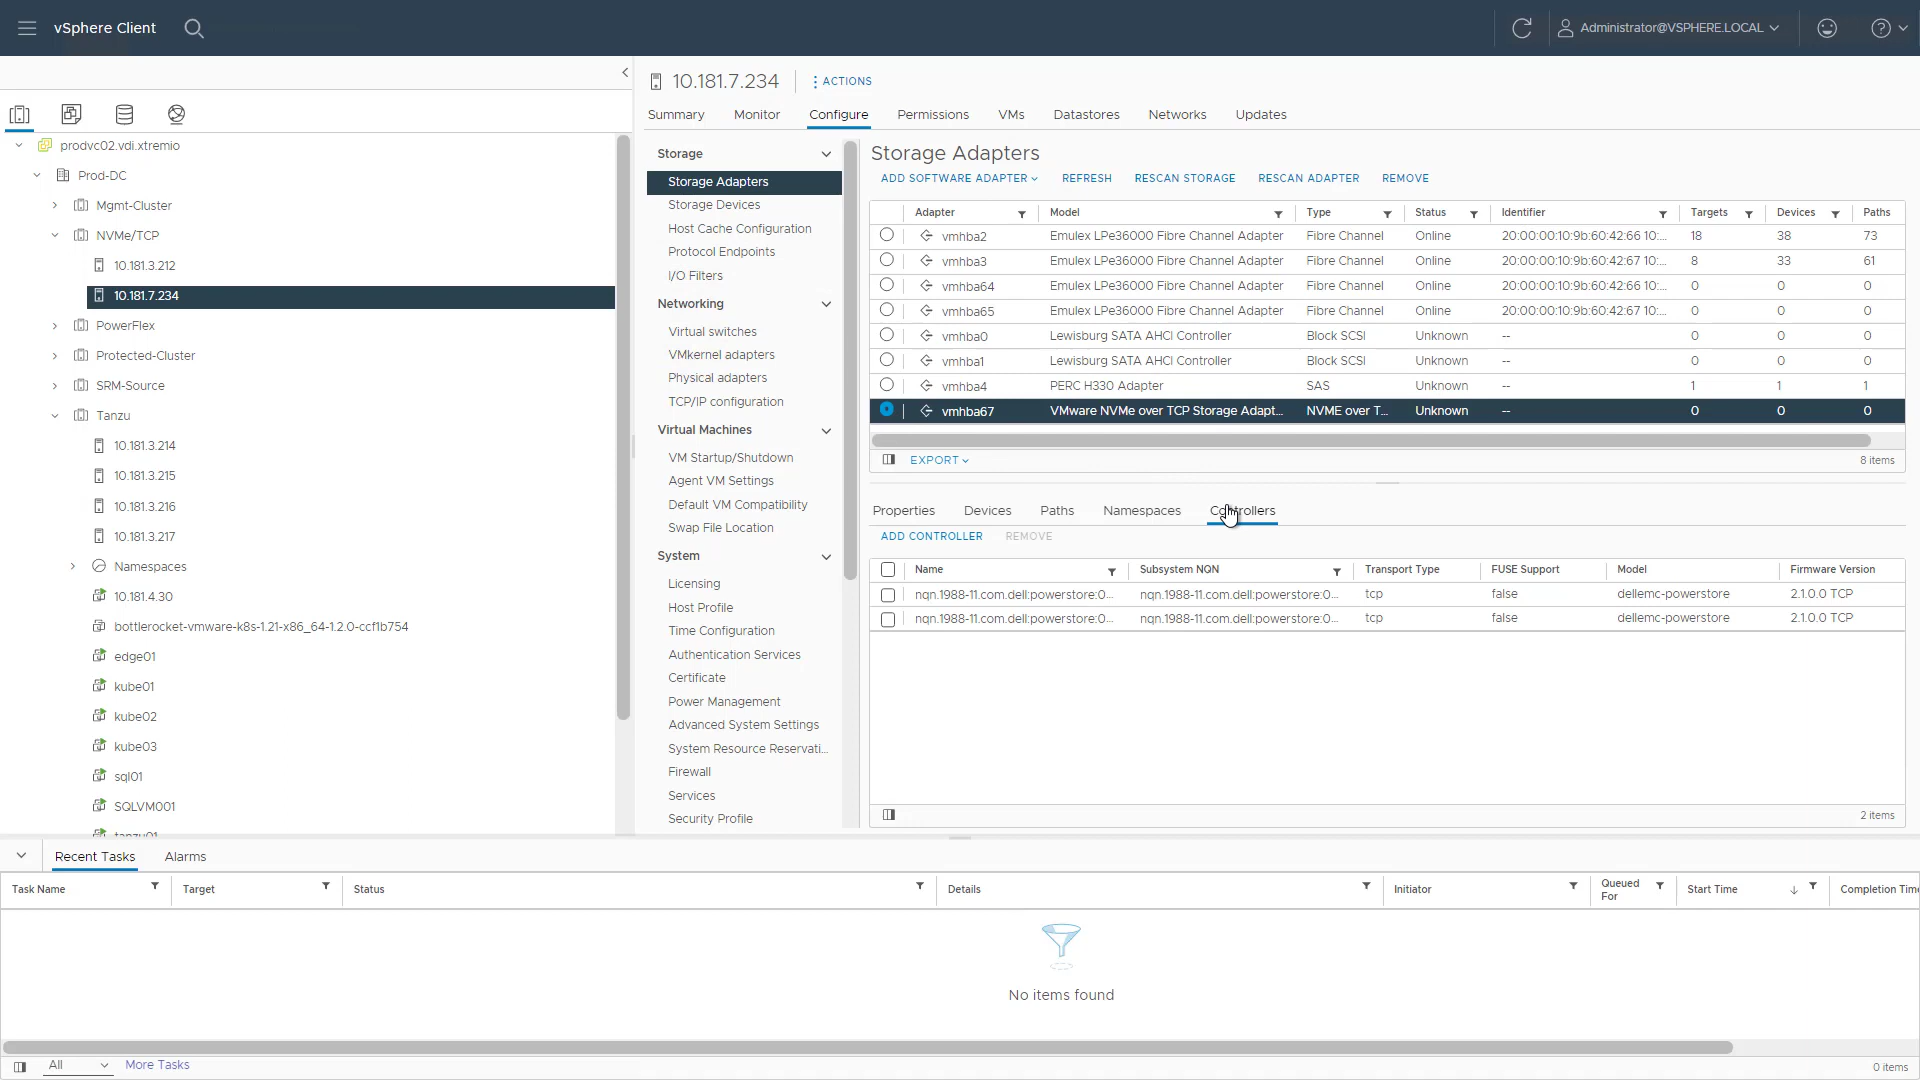 vSphere Client
Administrator@VSPHERE.LOCAL
10.181.7.234
ACTIONS
Summary Monitor Configure Permissions VMs Datastores Networks Updates
prodvc02.vdi.xtremio
Prod-DC
Mgmt-Cluster
NVMe/TCP
10.181.3.212
10.181.7.234
PowerFlex
Protected-Cluster
SRM-Source
Tanzu
10.181.3.214
10.181.3.215
10.181.3.216
10.181.3.217
Namespaces
10.181.4.30
bottlerocket-vmware-k8s-1.21-x86_64-1.2.0-ccf1b754
edge01
kube01
kube02
kube03
sql01
SQLVM001
tanzu01
Storage
Storage Adapters
Storage Devices
Host Cache Configuration
Protocol Endpoints
I/O Filters
Networking
Virtual switches
VMkernel adapters
Physical adapters
TCP/IP configuration
Virtual Machines
VM Startup/Shutdown
Agent VM Settings
Default VM Compatibility
Swap File Location
System
Licensing
Host Profile
Time Configuration
Authentication Services
Certificate
Power Management
Advanced System Settings
System Resource Reservati...
Firewall
Services
Security Profile
Storage Adapters
ADD SOFTWARE ADAPTER REFRESH RESCAN STORAGE RESCAN ADAPTER REMOVE
Adapter Model Type Status Identifier Targets Devices Paths
vmhba2 Emulex LPe36000 Fibre Channel Adapter Fibre Channel Online 20:00:00:10:9b:60:42:66 10:... 18 38 73
vmhba3 Emulex LPe36000 Fibre Channel Adapter Fibre Channel Online 20:00:00:10:9b:60:42:67 10:... 8 33 61
vmhba64 Emulex LPe36000 Fibre Channel Adapter Fibre Channel Online 20:00:00:10:9b:60:42:66 10:... 0 0 0
vmhba65 Emulex LPe36000 Fibre Channel Adapter Fibre Channel Online 20:00:00:10:9b:60:42:67 10:... 0 0 0
vmhba0 Lewisburg SATA AHCI Controller Block SCSI Unknown -- 0 0 0
vmhba1 Lewisburg SATA AHCI Controller Block SCSI Unknown -- 0 0 0
vmhba4 PERC H330 Adapter SAS Unknown -- 1 1 1
vmhba67 VMware NVMe over TCP Storage Adapt... NVME over T... Unknown -- 0 0 0
EXPORT 8 items
Properties Devices Paths Namespaces Controllers
ADD CONTROLLER REMOVE
Name Subsystem NQN Transport Type FUSE Support Model Firmware Version
nqn.1988-11.com.dell:powerstore:0... nqn.1988-11.com.dell:powerstore:0... tcp false dellemc-powerstore 2.1.0.0 TCP
nqn.1988-11.com.dell:powerstore:0... nqn.1988-11.com.dell:powerstore:0... tcp false dellemc-powerstore 2.1.0.0 TCP
2 items
Recent Tasks Alarms
Task Name Target Status Details Initiator Queued For Start Time Completion Time
No items found
All More Tasks 0 items